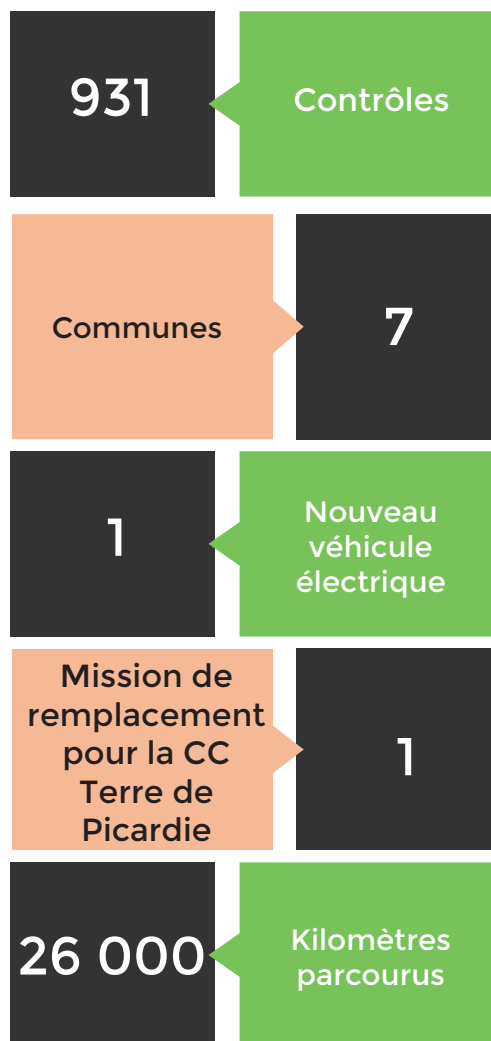 931
Contrôles
Communes
7
1
Nouveau
véhicule
électrique
Mission de
remplacement
pour la CC
Terre de
Picardie
1
26 000
Kilomètres
parcourus